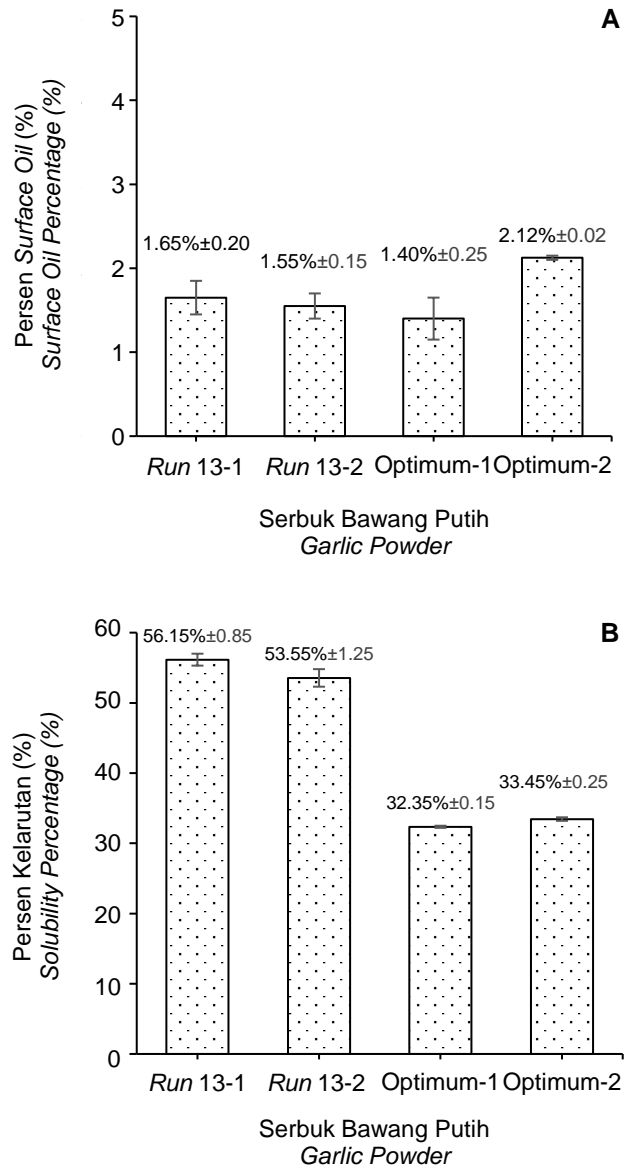 A
Persen Surface Oil (%)
Surface Oil Percentage (%)
5
4
3
2
1
0
1.65%±0.20
1.55%±0.15
1.40%±0.25
2.12%±0.02
Run 13-1
Run 13-2
Optimum-1
Optimum-2
Serbuk Bawang Putih
Garlic Powder
B
Persen Kelarutan (%)
Solubility Percentage (%)
60
50
40
30
20
10
0
56.15%±0.85
53.55%±1.25
32.35%±0.15
33.45%±0.25
Run 13-1
Run 13-2
Optimum-1
Optimum-2
Serbuk Bawang Putih
Garlic Powder